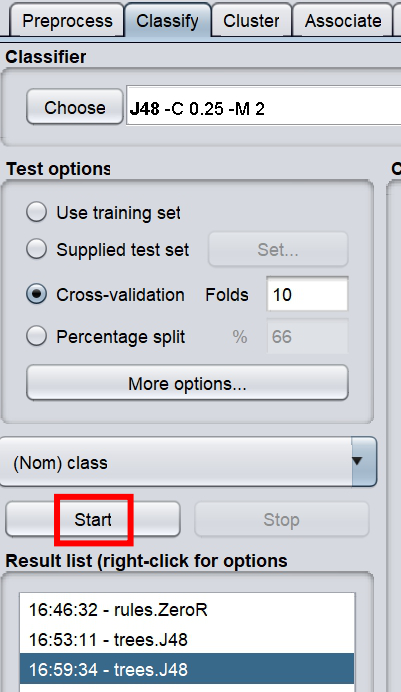 Preprocess Classify Cluster Associate
Classifier
Choose J48 -C 0.25 -M 2
Test options
Use training set
Supplied test set Set...
Cross-validation Folds 10
Percentage split % 66
More options...
(Nom) class
Start Stop
Result list (right-click for options
16:46:32 - rules.ZeroR
16:53:11 - trees.J48
16:59:34 - trees.J48